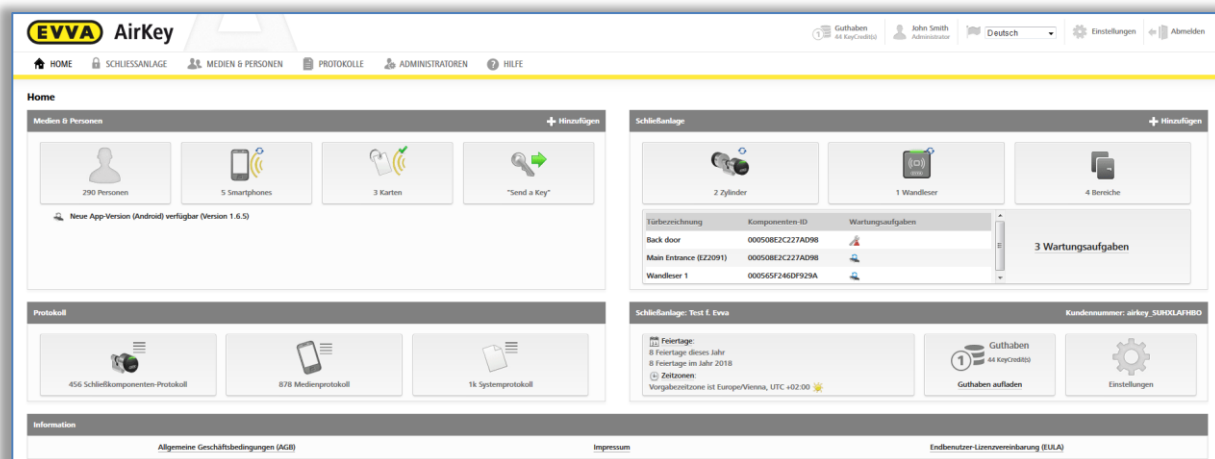 EVVA AirKey
Guthaben
44 KeyCredit(s)
John Smith
Administrator
Deutsch
Einstellungen
Abmelden
HOME
SCHLIESSANLAGE
MEDIEN & PERSONEN
PROTOKOLLE
ADMINISTRATOREN
HILFE
Home
Medien & Personen
Hinzufügen
290 Personen
5 Smartphones
3 Karten
"Send a Key"
Neue App-Version (Android) verfügbar (Version 1.6.5)
Schließanlage
Hinzufügen
2 Zylinder
1 Wandleser
4 Bereiche
Türbezeichnung Komponenten-ID Wartungsaufgaben
Back door 000508E2C227AD98
Main Entrance (EZ2091) 000508E2C227AD98
Wandleser 1 000565F246DF929A
3 Wartungsaufgaben
Protokoll
456 Schließkomponenten-Protokoll
878 Medienprotokoll
1k Systemprotokoll
Schließanlage: Test f. Evva
Kundennummer: airkey_SUHXLAFHBO
Feiertage:
8 Feiertage dieses Jahr
8 Feiertage im Jahr 2018
Zeitzonen:
Vorgabezeitzone ist Europe/Vienna, UTC +02:00
Guthaben
44 KeyCredit(s)
Guthaben aufladen
Einstellungen
Information
Allgemeine Geschäftsbedingungen (AGB)
Impressum
Endbenutzer-Lizenzvereinbarung (EULA)